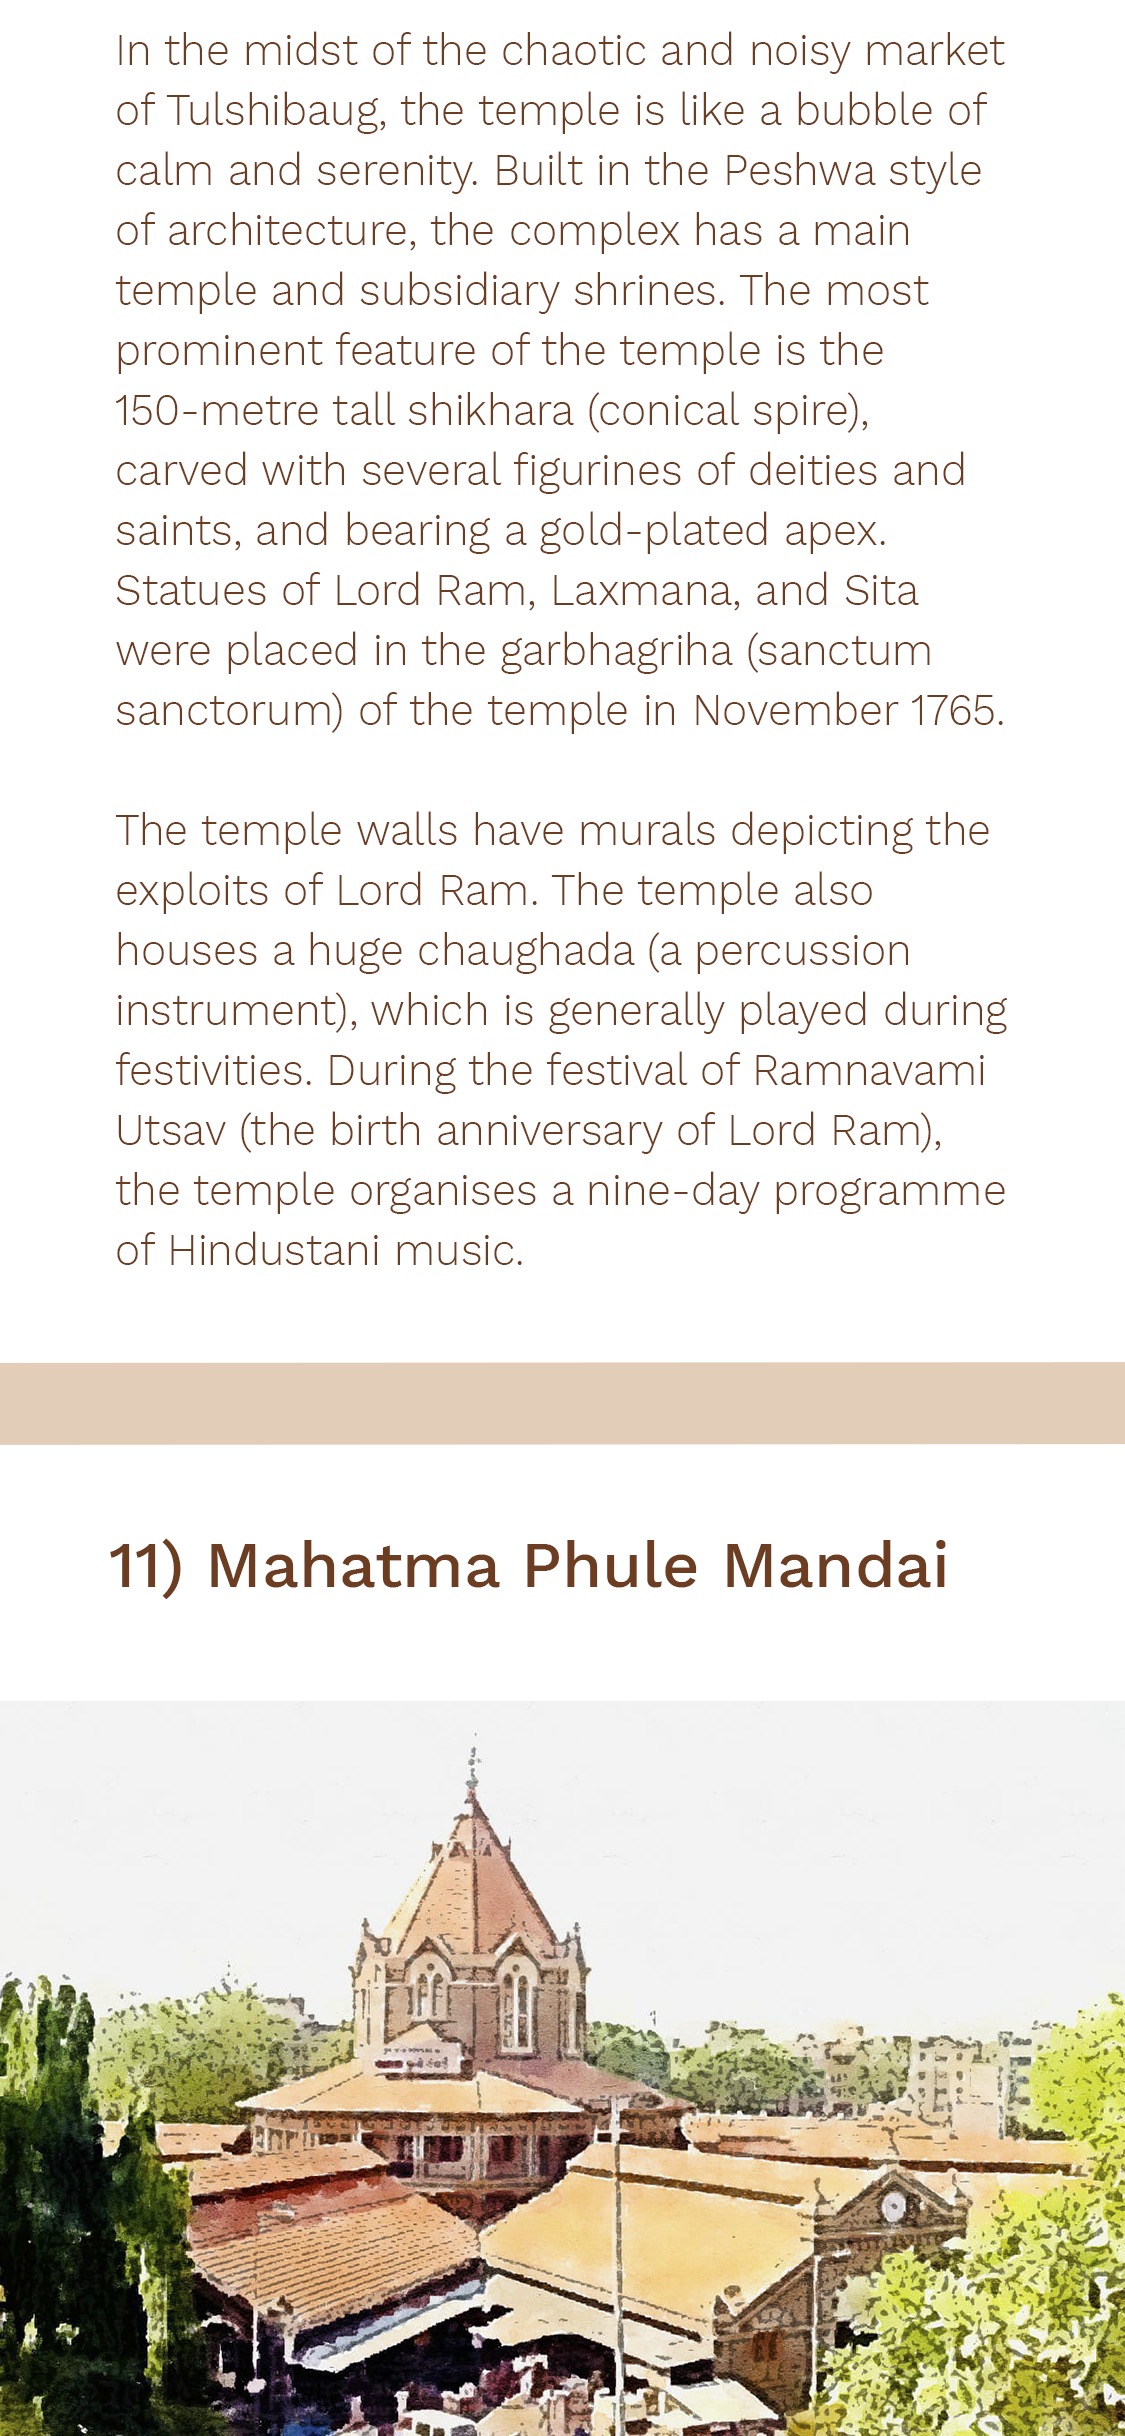 In the midst of the chaotic and noisy market
of Tulshibaug, the temple is like a bubble of
calm and serenity. Built in the Peshwa style
of architecture, the complex has a main
temple and subsidiary shrines. The most
prominent feature of the temple is the
150-metre tall shikhara (conical spire),
carved with several figurines of deities and
saints, and bearing a gold-plated apex.
Statues of Lord Ram, Laxmana, and Sita
were placed in the garbhagriha (sanctum
sanctorum) of the temple in November 1765.
The temple walls have murals depicting the
exploits of Lord Ram. The temple also
houses a huge chaughada (a percussion
instrument), which is generally played during
festivities. During the festival of Ramnavami
Utsav (the birth anniversary of Lord Ram),
the temple organises a nine-day programme
of Hindustani music.
11) Mahatma Phule Mandai